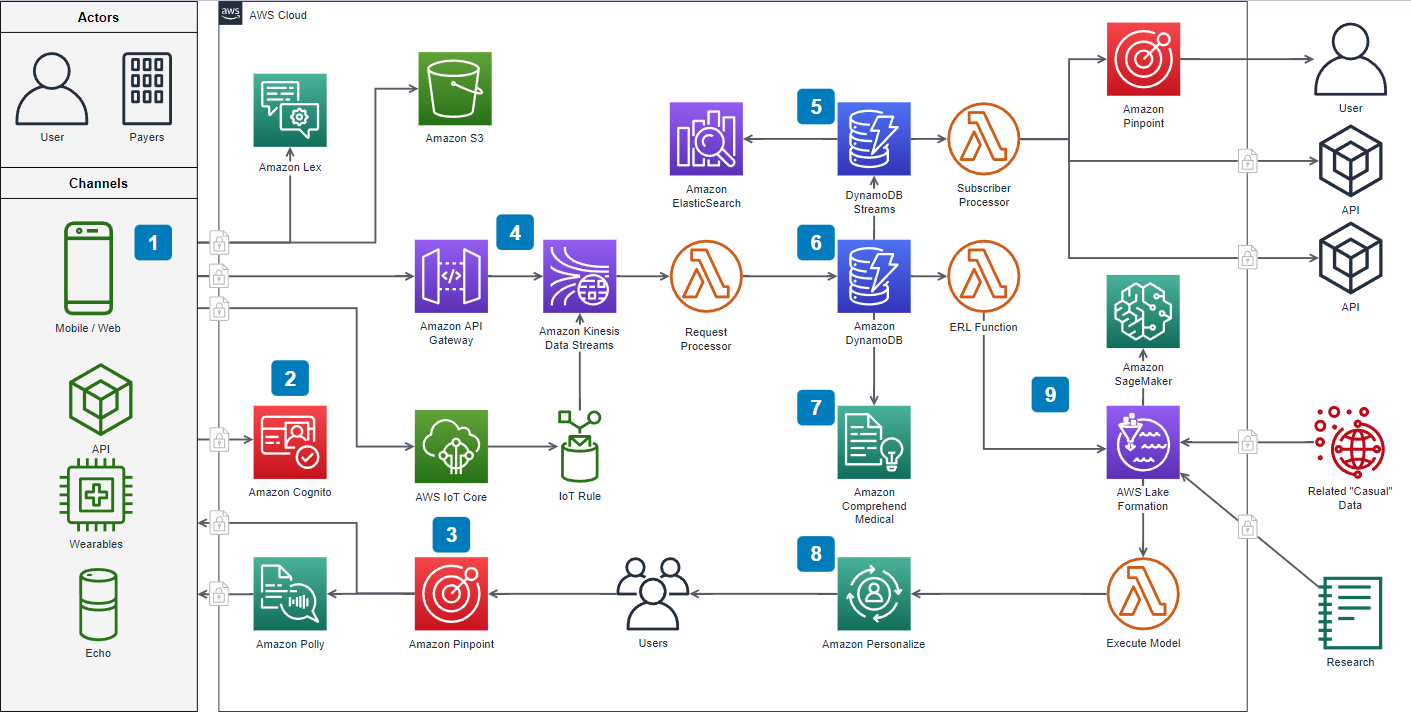 Actors
User
Payers
Channels
1
Mobile / Web
API
Wearables
Echo
aws
AWS Cloud
Amazon Lex
Amazon S3
4
Amazon API
Gateway
Amazon Kinesis
Data Streams
Request
Processor
2
Amazon Cognito
AWS IoT Core
IoT Rule
3
Amazon Polly
Amazon Pinpoint
Users
Amazon
ElasticSearch
5
DynamoDB
Streams
Subscriber
Processor
6
Amazon
DynamoDB
ERL Function
7
Amazon
Comprehend
Medical
8
Amazon Personalize
Amazon
Pinpoint
Amazon
SageMaker
9
AWS Lake
Formation
Execute Model
User
API
API
Related "Casual"
Data
Research